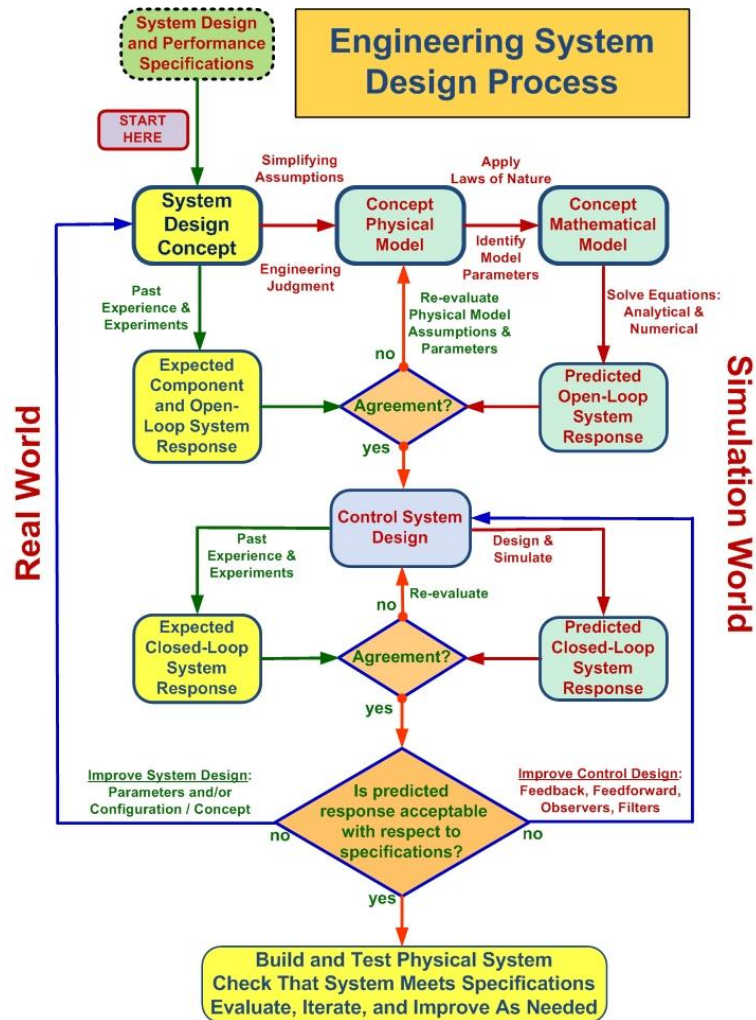 System Design
and Performance
Specifications
Engineering System
Design Process
START
HERE
Simplifying
Assumptions
Apply
Laws of Nature
System
Design
Concept
Concept
Physical
Model
Concept
Mathematical
Model
Engineering
Judgment
Identify
Model
Parameters
Past
Experience &
Experiments
Re-evaluate
Physical Model
Assumptions &
Parameters
Solve Equations:
Analytical &
Numerical
no
Expected
Component
and Open-
Loop System
Response
Agreement?
Predicted
Open-Loop
System
Response
yes
Real World
Simulation World
Control System
Design
Past
Experience &
Experiments
Design &
Simulate
no
Re-evaluate
Expected
Closed-Loop
System
Response
Agreement?
Predicted
Closed-Loop
System
Response
yes
Improve System Design:
Parameters and/or
Configuration / Concept
Is predicted
response acceptable
with respect to
specifications?
Improve Control Design:
Feedback, Feedforward,
Observers, Filters
no
no
yes
Build and Test Physical System
Check That System Meets Specifications
Evaluate, Iterate, and Improve As Needed